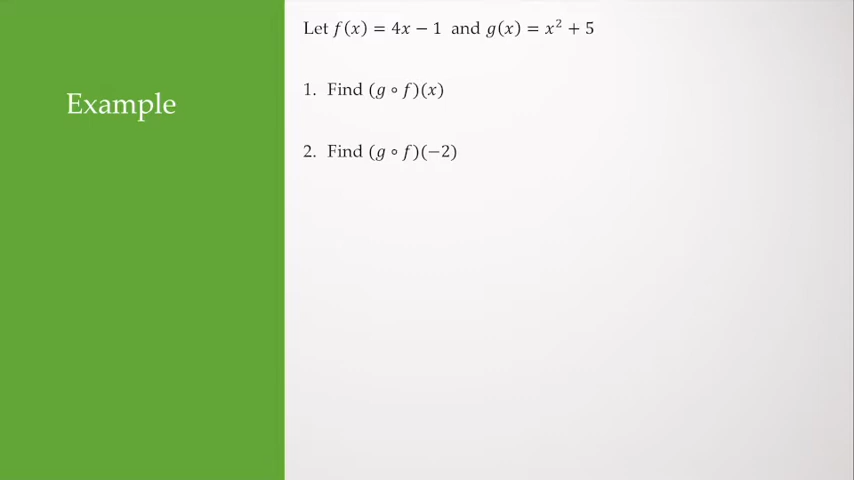 Example
Let f(x) = 4x − 1 and g(x) = x² + 5
1. Find (g ∘ f)(x)
2. Find (g ∘ f)(−2)